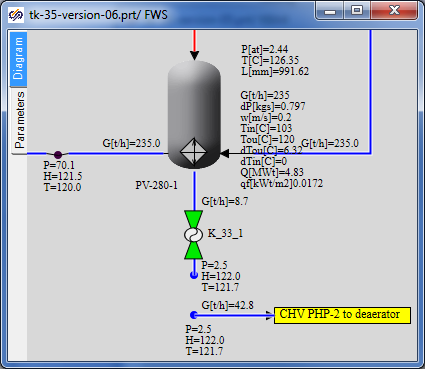 tk-35-version-06.prt/ FWS
Diagram
Parameters
P[at]=2.44
T[C]=126.35
L[mm]=991.62
G[t/h]=235
dP[kgs]=0.797
w[m/s]=0.2
Tin[C]=103
Tou[C]=120
dTou[C]=6.32
dTin[C]=0
Q[MWt]=4.83
qf[kWt/m2]0.0172
G[t/h]=235.0
G[t/h]=235.0
P=70.1
H=121.5
T=120.0
PV-280-1
G[t/h]=8.7
K_33_1
P=2.5
H=122.0
T=121.7
G[t/h]=42.8
CHV PHP-2 to deaerator
P=2.5
H=122.0
T=121.7